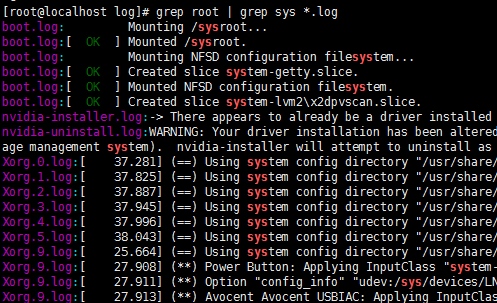 [root@localhost log]# grep root | grep sys *.log
boot.log:         Mounting /sysroot...
boot.log:[  OK  ] Mounted /sysroot.
boot.log:         Mounting NFSD configuration filesystem...
boot.log:[  OK  ] Created slice system-getty.slice.
boot.log:[  OK  ] Mounted NFSD configuration filesystem.
boot.log:[  OK  ] Created slice system-lvm2\x2dpvscan.slice.
nvidia-installer.log:-> There appears to already be a driver installed
nvidia-uninstall.log:WARNING: Your driver installation has been altered
age management system).  nvidia-installer will attempt to uninstall as
Xorg.0.log:[    37.281] (==) Using system config directory "/usr/share/
Xorg.1.log:[    37.825] (==) Using system config directory "/usr/share/
Xorg.2.log:[    37.887] (==) Using system config directory "/usr/share/
Xorg.3.log:[    37.945] (==) Using system config directory "/usr/share/
Xorg.4.log:[    37.996] (==) Using system config directory "/usr/share/
Xorg.5.log:[    38.043] (==) Using system config directory "/usr/share/
Xorg.9.log:[    25.664] (==) Using system config directory "/usr/share/
Xorg.9.log:[    27.908] (**) Power Button: Applying InputClass "system-
Xorg.9.log:[    27.911] (**) Option "config_info" "udev:/sys/devices/LN
Xorg.9.log:[    27.913] (**) Avocent Avocent USBIAC: Applying InputClass